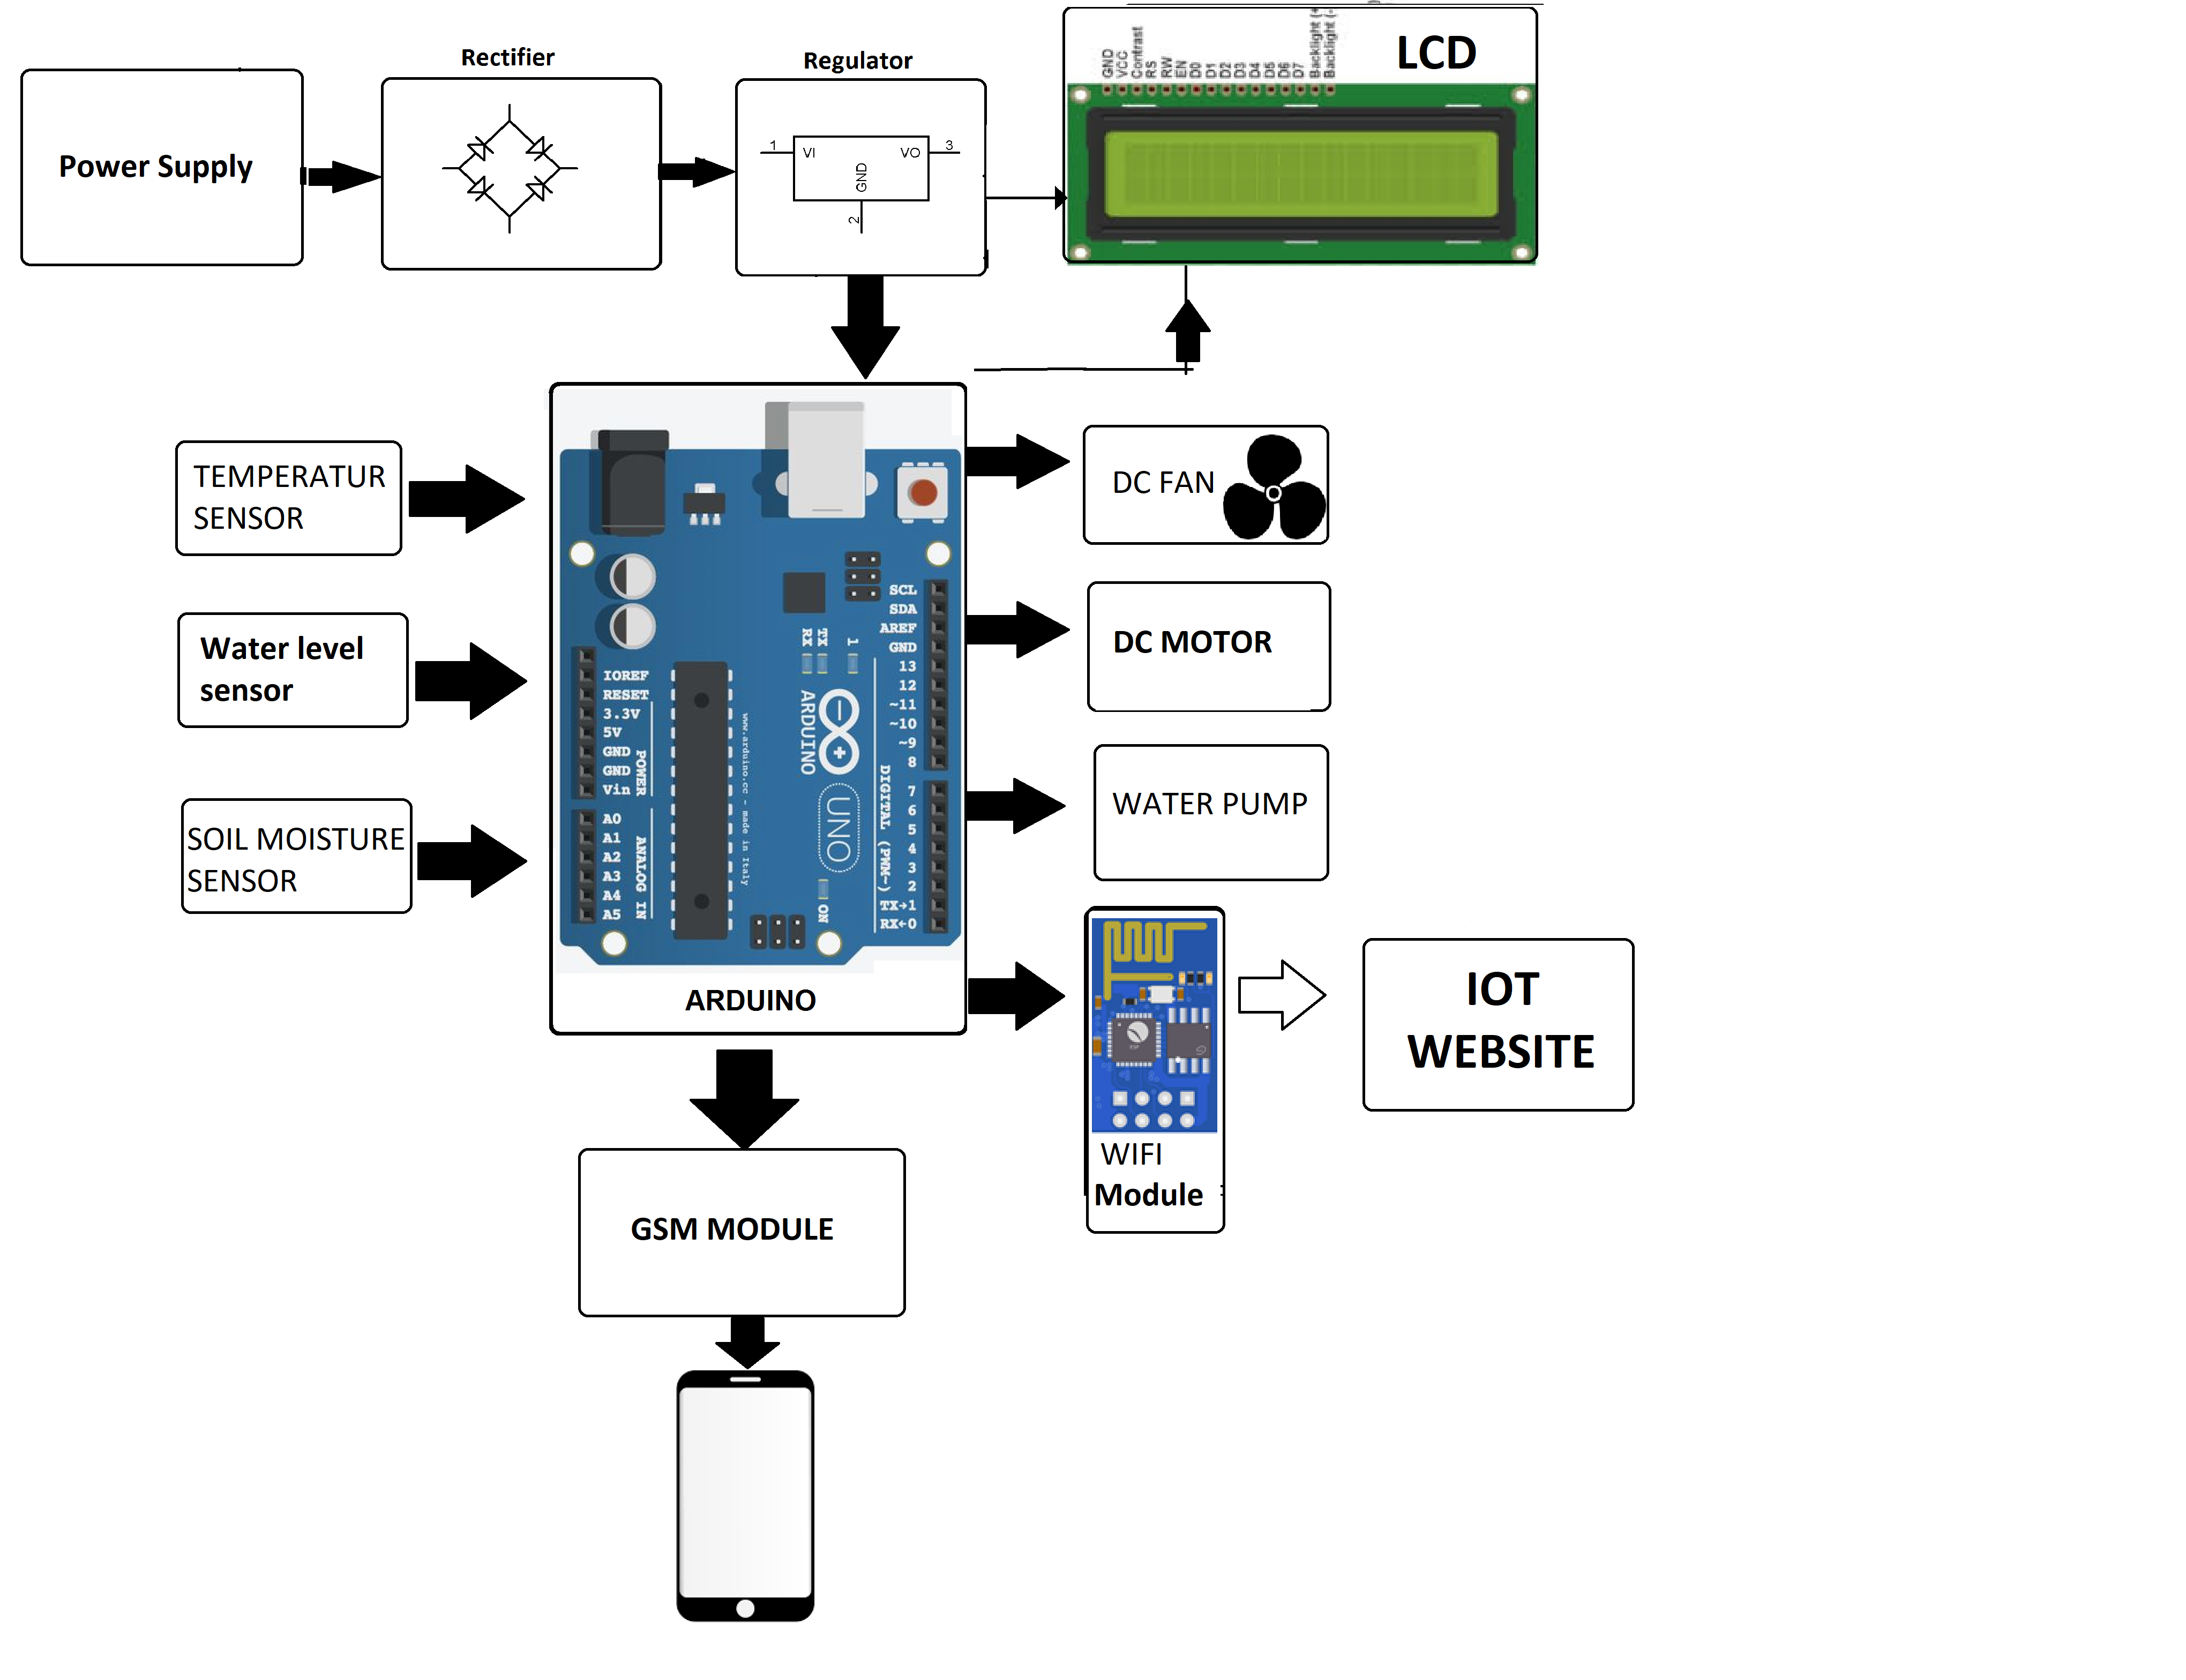 Rectifier
Regulator
LCD
GND
VCC
Contrast
RS
RW
EN
D0
D1
D2
D3
D4
D5
D6
D7
Backlight (+
Backlight (-
Power Supply
1
VI
VO
3
GND
2
TEMPERATUR
SENSOR
Water level
sensor
SOIL MOISTURE
SENSOR
IOREF
RESET
3.3V
5V
GND
GND
Vin
POWER
A0
A1
A2
A3
A4
A5
ANALOG IN
www.arduino.cc - made in Italy
RX
TX
1
ARDUINO
UNO
ON
SCL
SDA
AREF
GND
13
12
~11
~10
~9
8
7
6
5
4
3
2
TX→1
RX←0
DIGITAL (PWM~)
ARDUINO
DC FAN
DC MOTOR
WATER PUMP
WIFI
Module
IOT
WEBSITE
GSM MODULE